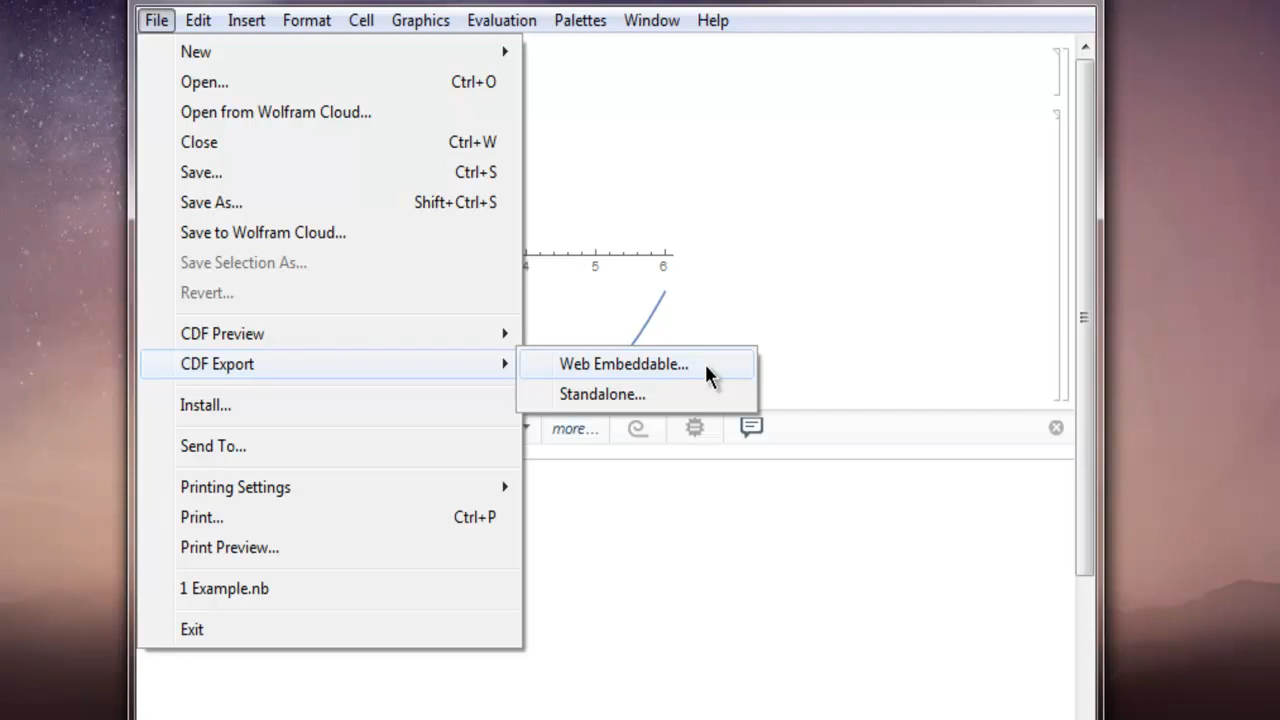 File Edit Insert Format Cell Graphics Evaluation Palettes Window Help
New
Open... Ctrl+O
Open from Wolfram Cloud...
Close Ctrl+W
Save... Ctrl+S
Save As... Shift+Ctrl+S
Save to Wolfram Cloud...
Save Selection As...
Revert...
CDF Preview
CDF Export
Install...
Send To...
Printing Settings
Print... Ctrl+P
Print Preview...
1 Example.nb
Exit
Web Embeddable...
Standalone...
4 5 6
more...